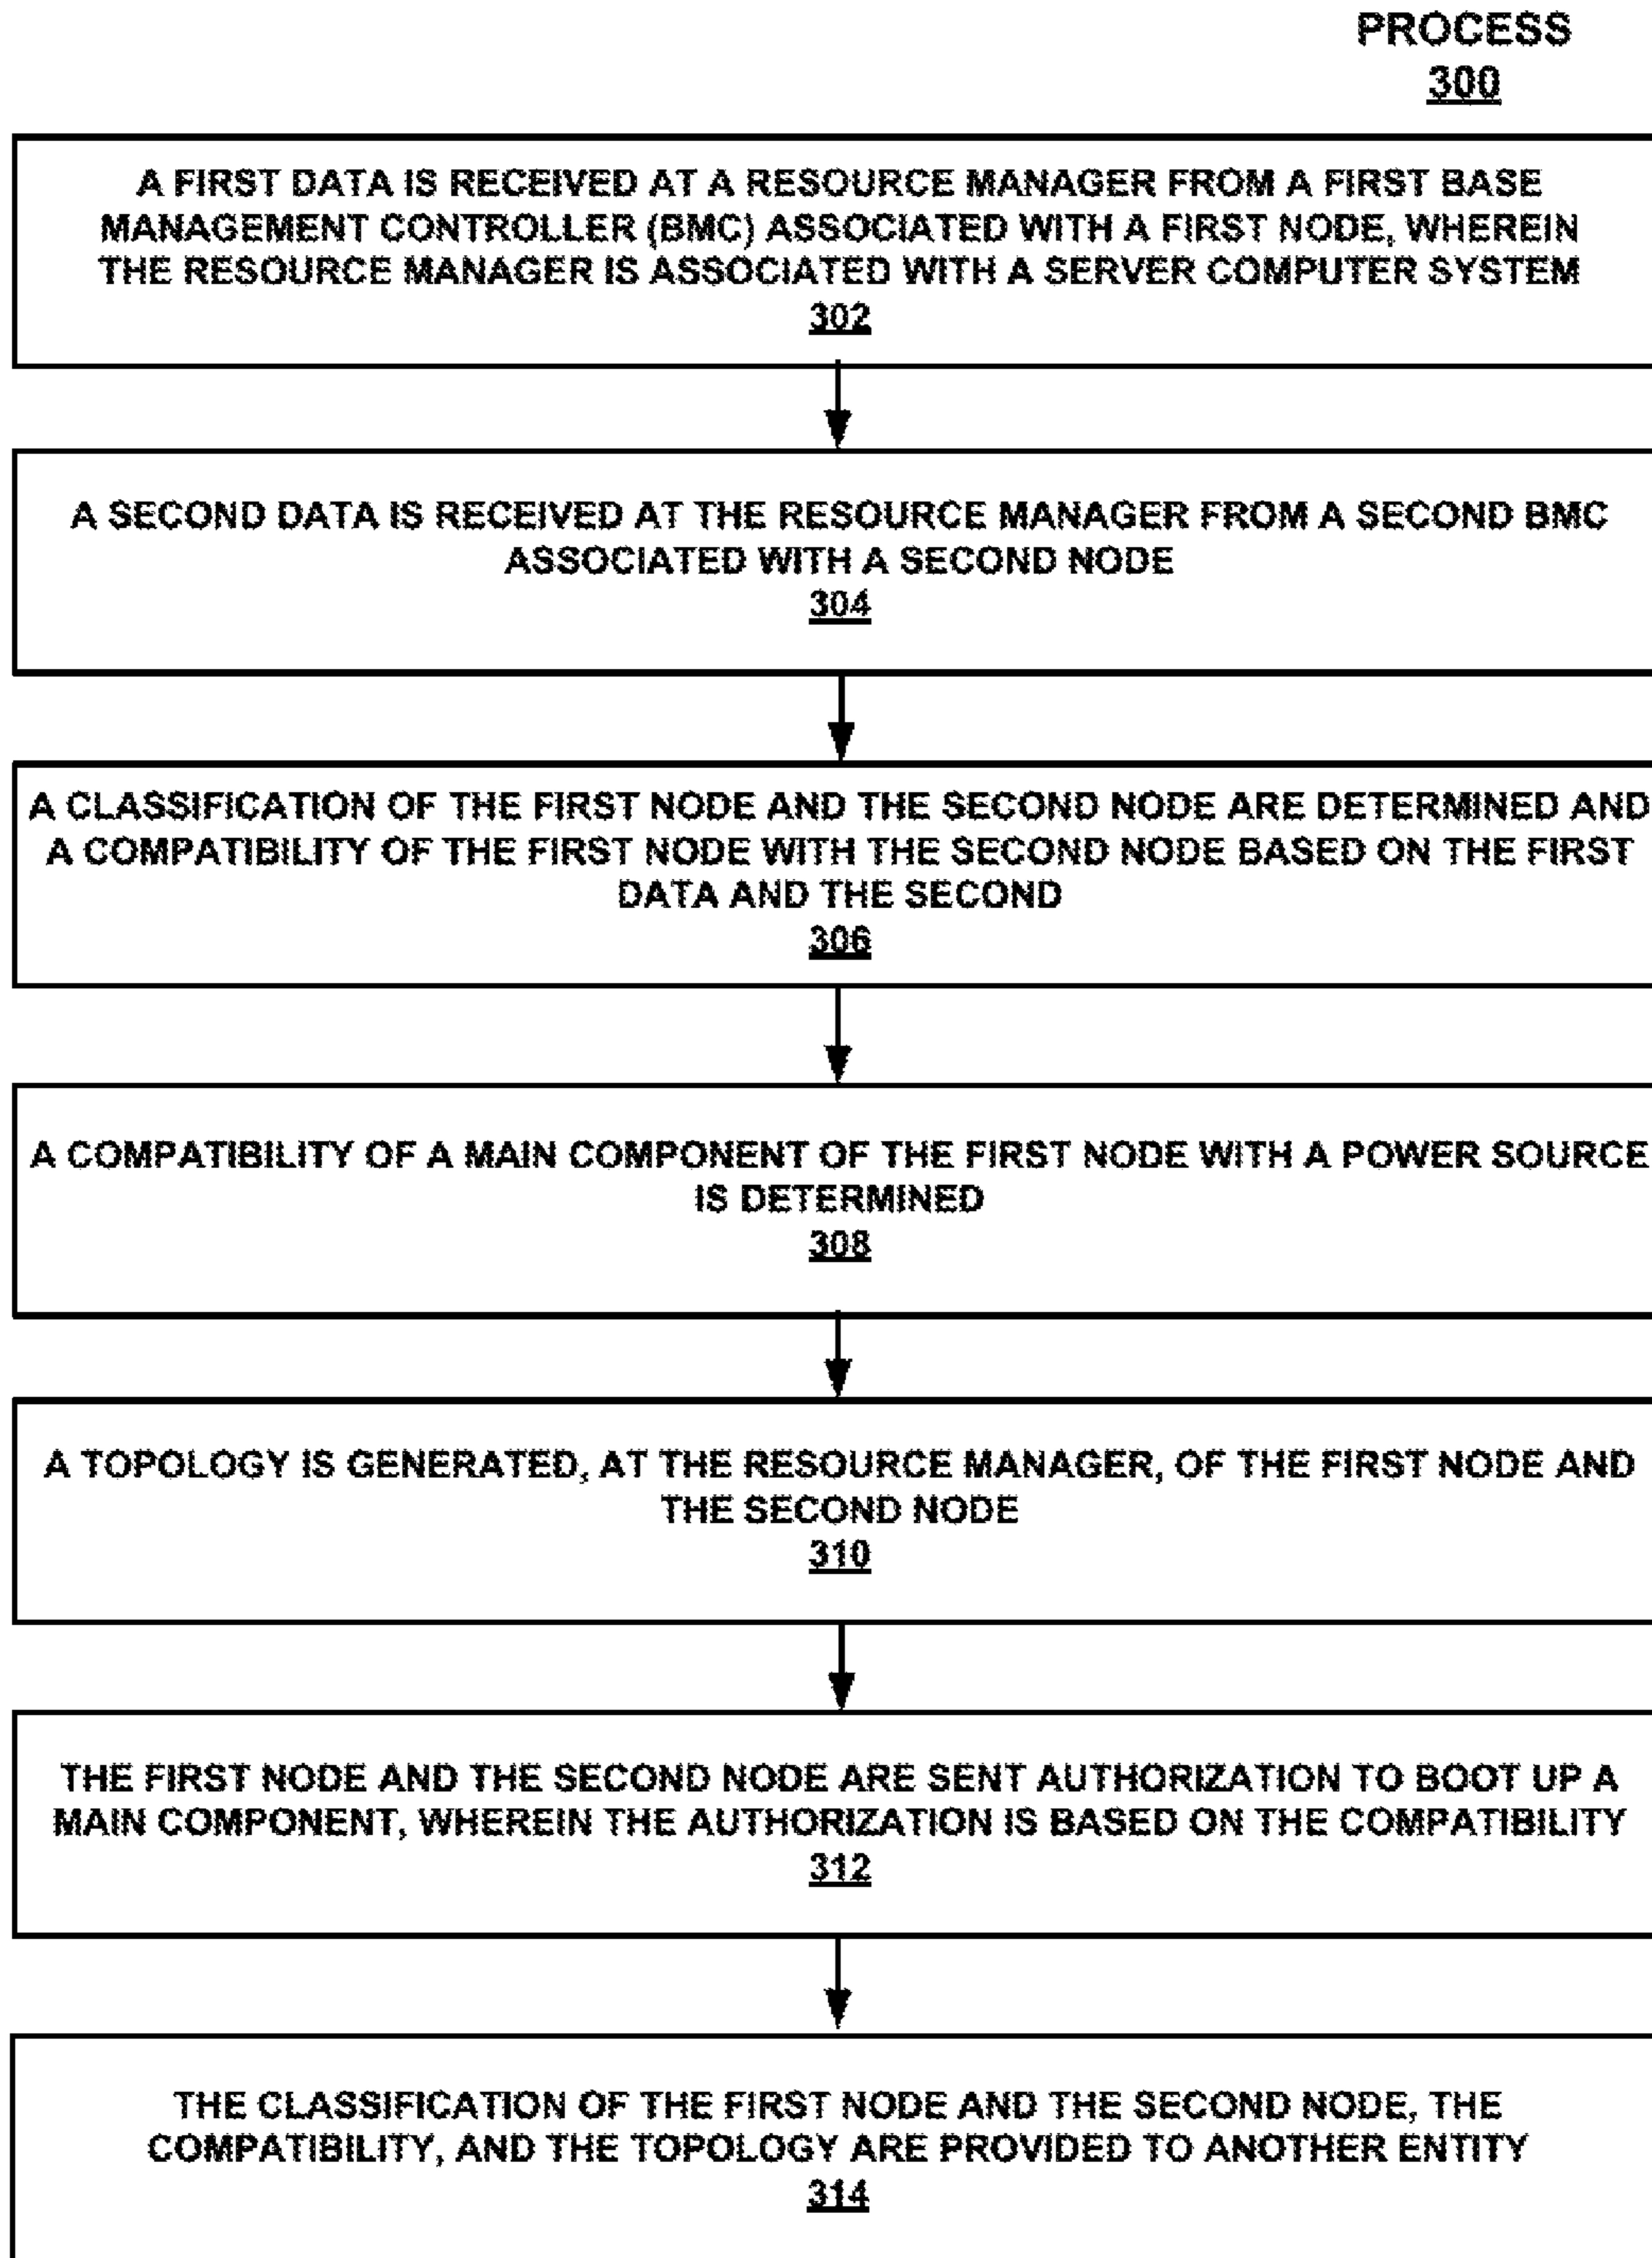 PROCESS
300
A FIRST DATA IS RECEIVED AT A RESOURCE MANAGER FROM A FIRST BASE
MANAGEMENT CONTROLLER (BMC) ASSOCIATED WITH A FIRST NODE, WHEREIN
THE RESOURCE MANAGER IS ASSOCIATED WITH A SERVER COMPUTER SYSTEM
302
A SECOND DATA IS RECEIVED AT THE RESOURCE MANAGER FROM A SECOND BMC
ASSOCIATED WITH A SECOND NODE
304
A CLASSIFICATION OF THE FIRST NODE AND THE SECOND NODE ARE DETERMINED AND
A COMPATIBILITY OF THE FIRST NODE WITH THE SECOND NODE BASED ON THE FIRST
DATA AND THE SECOND
306
A COMPATIBILITY OF A MAIN COMPONENT OF THE FIRST NODE WITH A POWER SOURCE
IS DETERMINED
308
A TOPOLOGY IS GENERATED, AT THE RESOURCE MANAGER, OF THE FIRST NODE AND
THE SECOND NODE
310
THE FIRST NODE AND THE SECOND NODE ARE SENT AUTHORIZATION TO BOOT UP A
MAIN COMPONENT, WHEREIN THE AUTHORIZATION IS BASED ON THE COMPATIBILITY
312
THE CLASSIFICATION OF THE FIRST NODE AND THE SECOND NODE, THE
COMPATIBILITY, AND THE TOPOLOGY ARE PROVIDED TO ANOTHER ENTITY
314